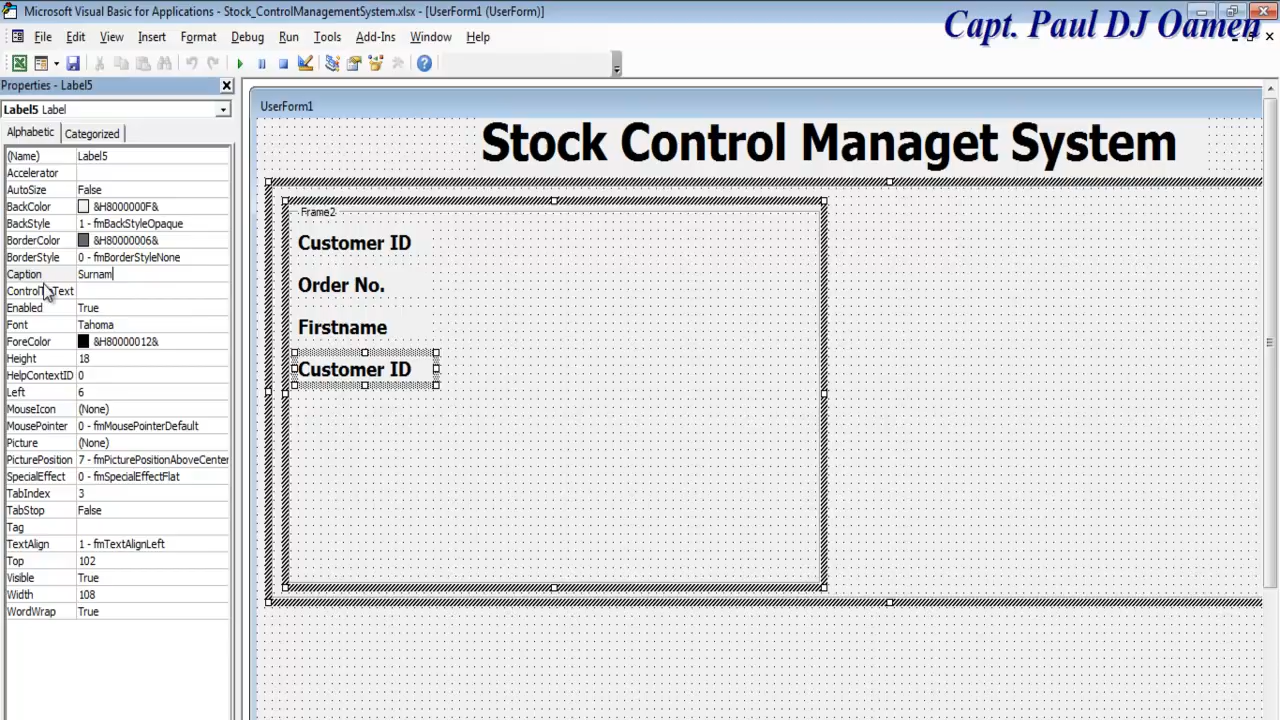 Microsoft Visual Basic for Applications - Stock_ControlManagementSystem.xlsx - [UserForm1 (UserForm)]
Capt. Paul DJ Oamen
File Edit View Insert Format Debug Run Tools Add-Ins Window Help
Properties - Label5
Label5 Label
Alphabetic Categorized
(Name) Label5
Accelerator
AutoSize False
BackColor &H8000000F&
BackStyle 1 - fmBackStyleOpaque
BorderColor &H80000006&
BorderStyle 0 - fmBorderStyleNone
Caption Surnam
Control Text
Enabled True
Font Tahoma
ForeColor &H80000012&
Height 18
HelpContextID 0
Left 6
MouseIcon (None)
MousePointer 0 - fmMousePointerDefault
Picture (None)
PicturePosition 7 - fmPicturePositionAboveCenter
SpecialEffect 0 - fmSpecialEffectFlat
TabIndex 3
TabStop False
Tag
TextAlign 1 - fmTextAlignLeft
Top 102
Visible True
Width 108
WordWrap True
UserForm1
Stock Control Managet System
Frame2
Customer ID
Order No.
Firstname
Customer ID